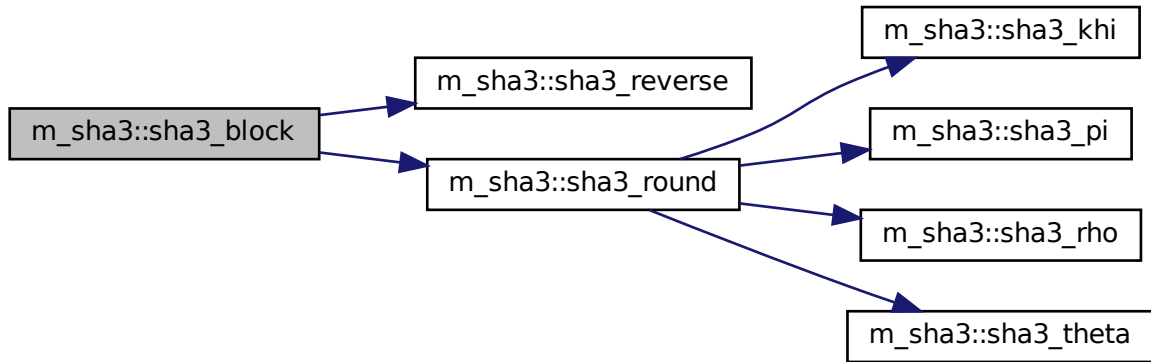 m_sha3::sha3_block
m_sha3::sha3_reverse
m_sha3::sha3_round
m_sha3::sha3_khi
m_sha3::sha3_pi
m_sha3::sha3_rho
m_sha3::sha3_theta